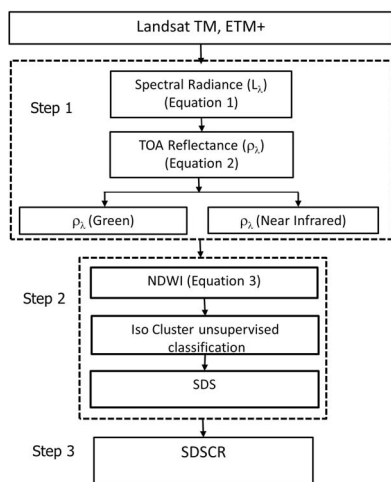 Landsat TM, ETM+
Step 1
Spectral Radiance (Lλ)
(Equation 1)
TOA Reflectance (ρλ)
(Equation 2)
ρλ (Green)
ρλ (Near Infrared)
Step 2
NDWI (Equation 3)
Iso Cluster unsupervised
classification
SDS
Step 3
SDSCR